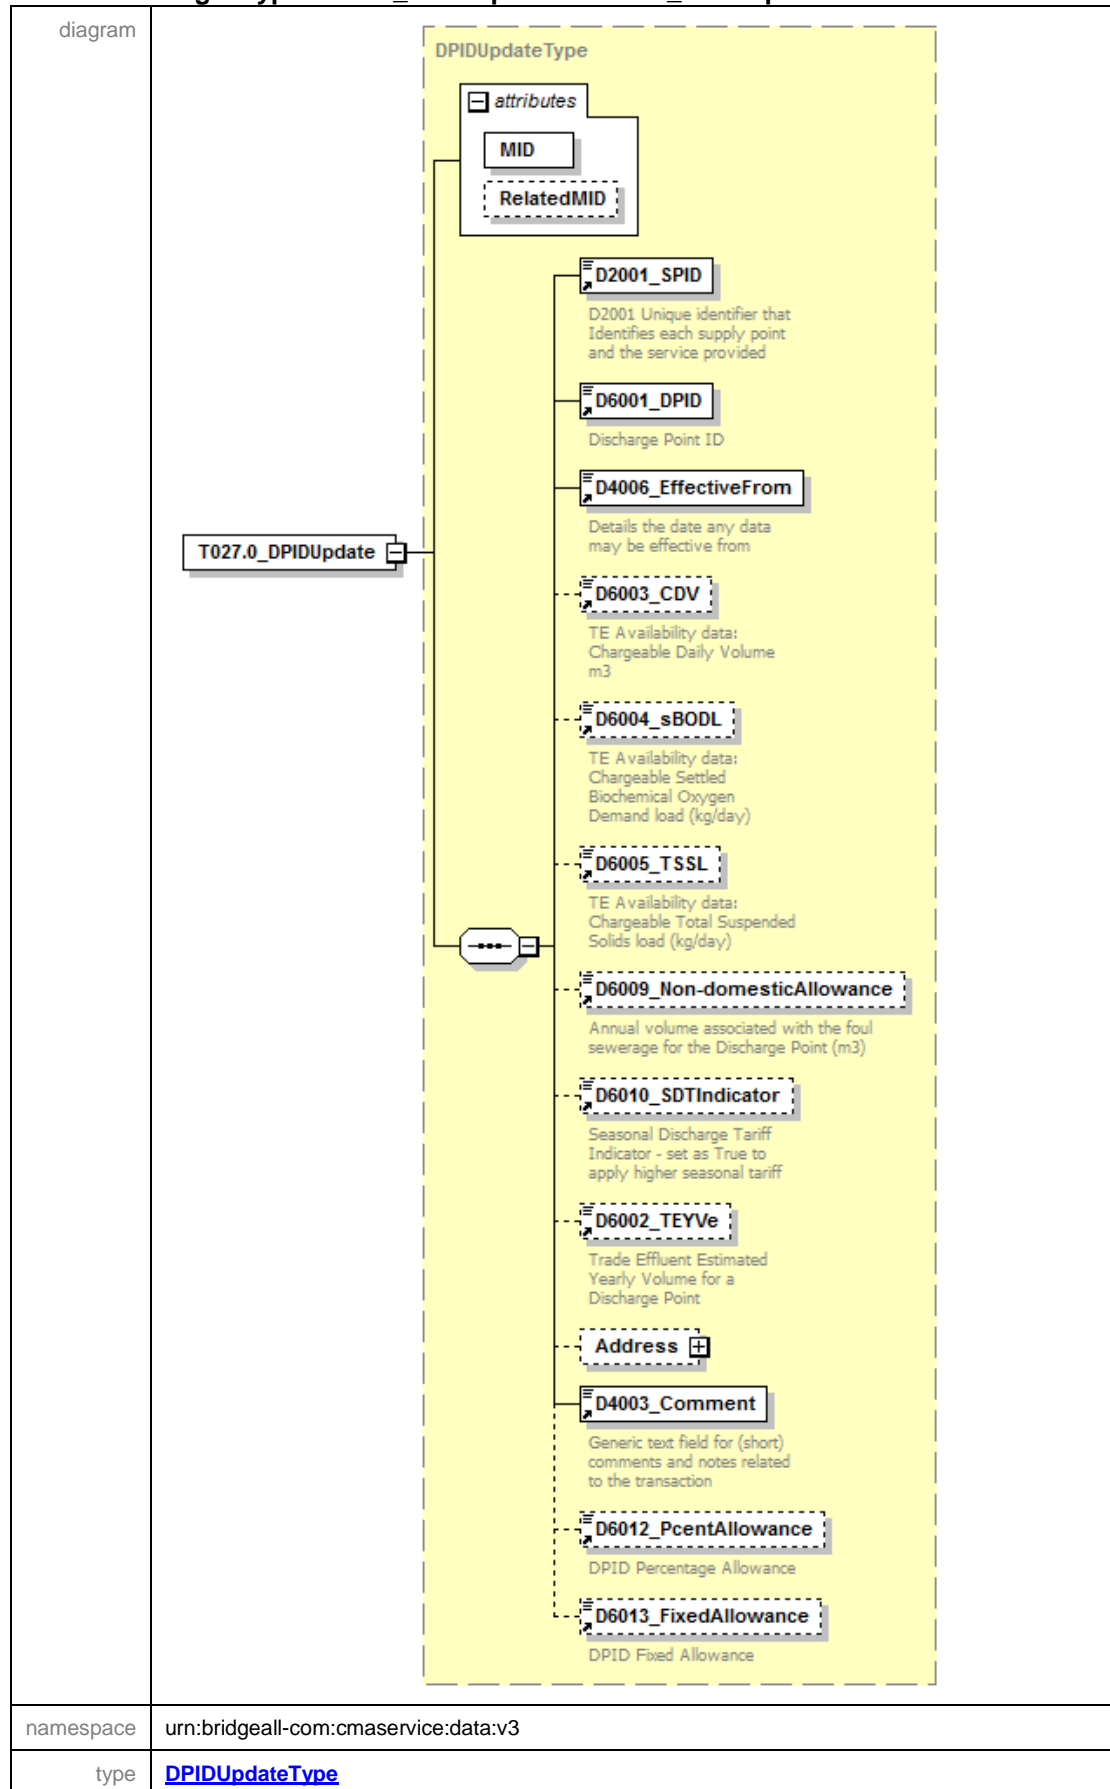 diagram
DPIDUpdateType
attributes
MID
RelatedMID
D2001_SPID
D2001 Unique identifier that
Identifies each supply point
and the service provided
D6001_DPID
Discharge Point ID
D4006_EffectiveFrom
Details the date any data
may be effective from
T027.0_DPIDUpdate
D6003_CDV
TE Availability data:
Chargeable Daily Volume
m3
D6004_sBODL
TE Availability data:
Chargeable Settled
Biochemical Oxygen
Demand load (kg/day)
D6005_TSSL
TE Availability data:
Chargeable Total Suspended
Solids load (kg/day)
D6009_Non-domesticAllowance
Annual volume associated with the foul
sewerage for the Discharge Point (m3)
D6010_SDTIndicator
Seasonal Discharge Tariff
Indicator - set as True to
apply higher seasonal tariff
D6002_TEYVe
Trade Effluent Estimated
Yearly Volume for a
Discharge Point
Address
D4003_Comment
Generic text field for (short)
comments and notes related
to the transaction
D6012_PcentAllowance
DPID Percentage Allowance
D6013_FixedAllowance
DPID Fixed Allowance
namespace urn:bridgeall-com:cmaservice:data:v3
type DPIDUpdateType